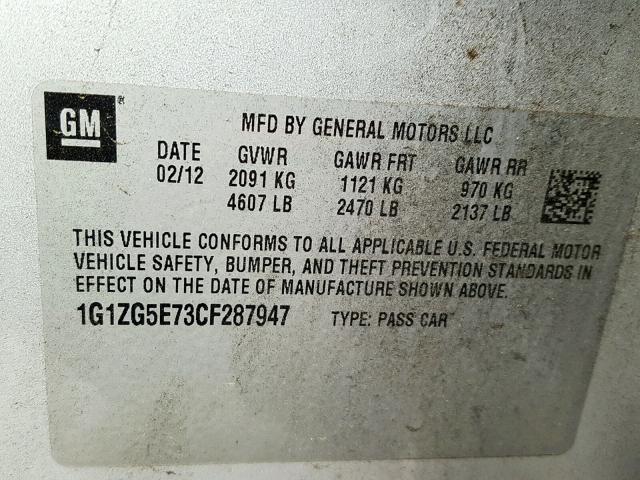 GM
MFD BY GENERAL MOTORS LLC
DATE GVWR GAWR FRT GAWR RR
02/12 2091 KG 1121 KG 970 KG
4607 LB 2470 LB 2137 LB
THIS VEHICLE CONFORMS TO ALL APPLICABLE U.S. FEDERAL MOTOR
VEHICLE SAFETY, BUMPER, AND THEFT PREVENTION STANDARDS IN
EFFECT ON THE DATE OF MANUFACTURE SHOWN ABOVE.
1G1ZG5E73CF287947 TYPE: PASS CAR